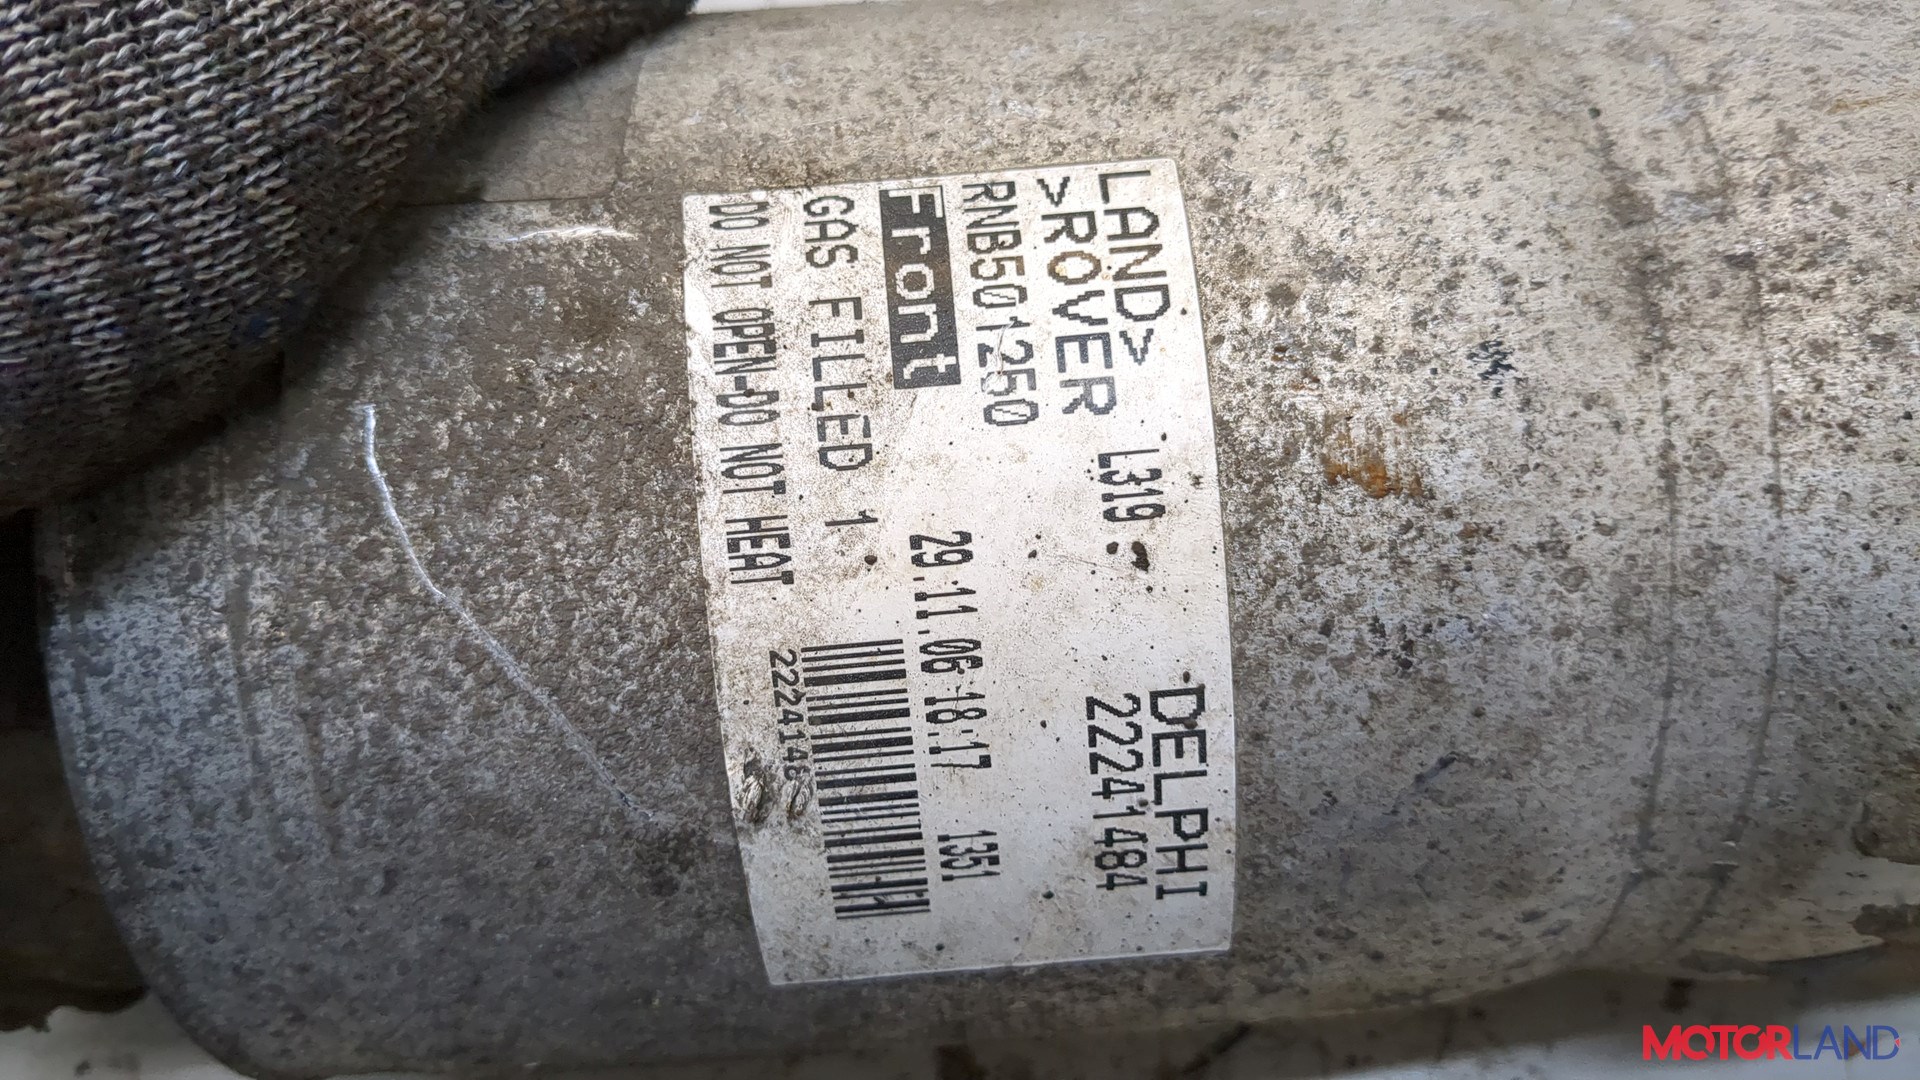 LAND>
>ROVER L319
DELPHI
22241484
RNB501250
Front
29.11.06 18:17 1351
GAS FILLED 1
DO NOT OPEN-DO NOT HEAT
MOTORLAND